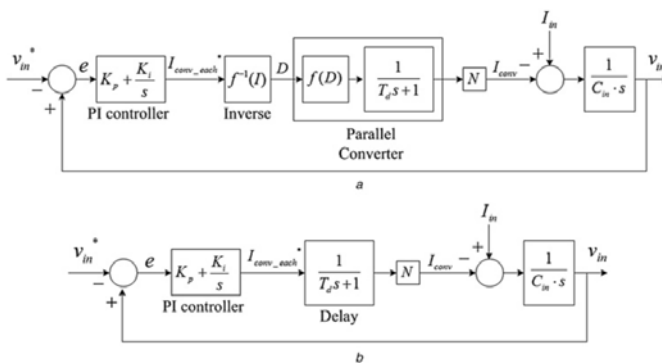 v_in* − + e K_p + K_i/s I_conv_each* f⁻¹(I) D f(D) 1/(T_d s+1) N I_conv − + I_in 1/(C_in · s) v_in
PI controller Inverse Parallel
Converter
a
v_in* − + e K_p + K_i/s I_conv_each* 1/(T_d s+1) N I_conv − + I_in 1/(C_in · s) v_in
PI controller Delay
b